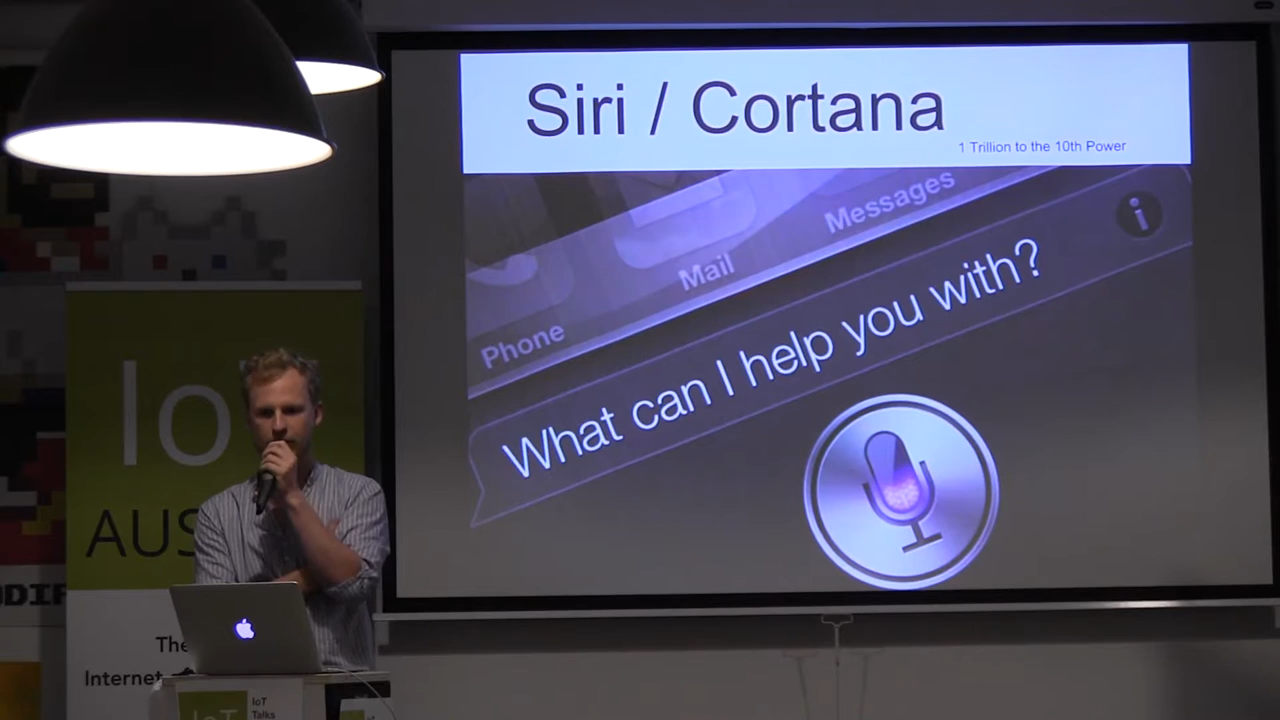 Siri / Cortana
1 Trillion to the 10th Power
Messages
Mail
Phone
What can I help you with?
i
Io
AUS
The
Internet
IoT
IoT
Talks